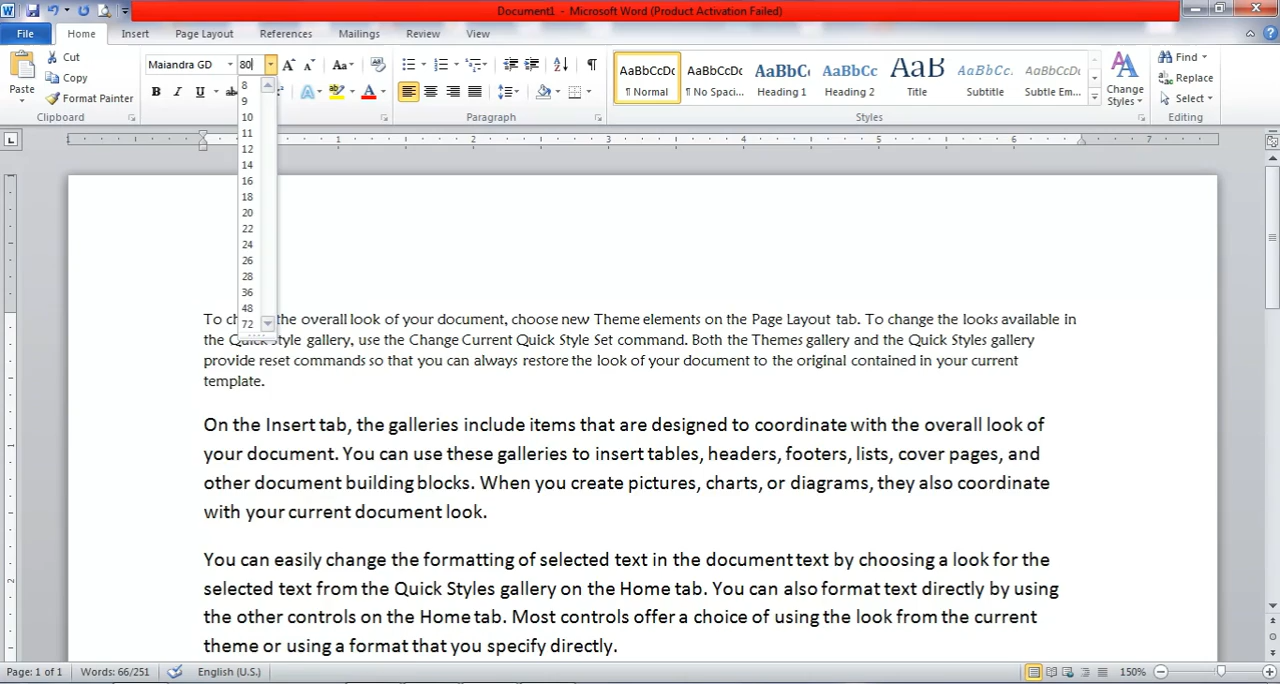 Document1 - Microsoft Word (Product Activation Failed)
File Home Insert Page Layout References Mailings Review View
Paste
Cut
Copy
Format Painter
Clipboard
Maiandra GD 80
8
9
10
11
12
14
16
18
20
22
24
26
28
36
48
72
Paragraph
AaBbCcDc AaBbCcDc AaBbC AaBbCc AaB AaBbCc. AaBbCcDc
¶ Normal ¶ No Spaci... Heading 1 Heading 2 Title Subtitle Subtle Em...
Change
Styles
Styles
Find
Replace
Select
Editing
1 1 2 3 4 5 6 7
To ch the overall look of your document, choose new Theme elements on the Page Layout tab. To change the looks available in
the Quick Style gallery, use the Change Current Quick Style Set command. Both the Themes gallery and the Quick Styles gallery
provide reset commands so that you can always restore the look of your document to the original contained in your current
template.
On the Insert tab, the galleries include items that are designed to coordinate with the overall look of
your document. You can use these galleries to insert tables, headers, footers, lists, cover pages, and
other document building blocks. When you create pictures, charts, or diagrams, they also coordinate
with your current document look.
You can easily change the formatting of selected text in the document text by choosing a look for the
selected text from the Quick Styles gallery on the Home tab. You can also format text directly by using
the other controls on the Home tab. Most controls offer a choice of using the look from the current
theme or using a format that you specify directly.
Page: 1 of 1 Words: 66/251 English (U.S.) 150%